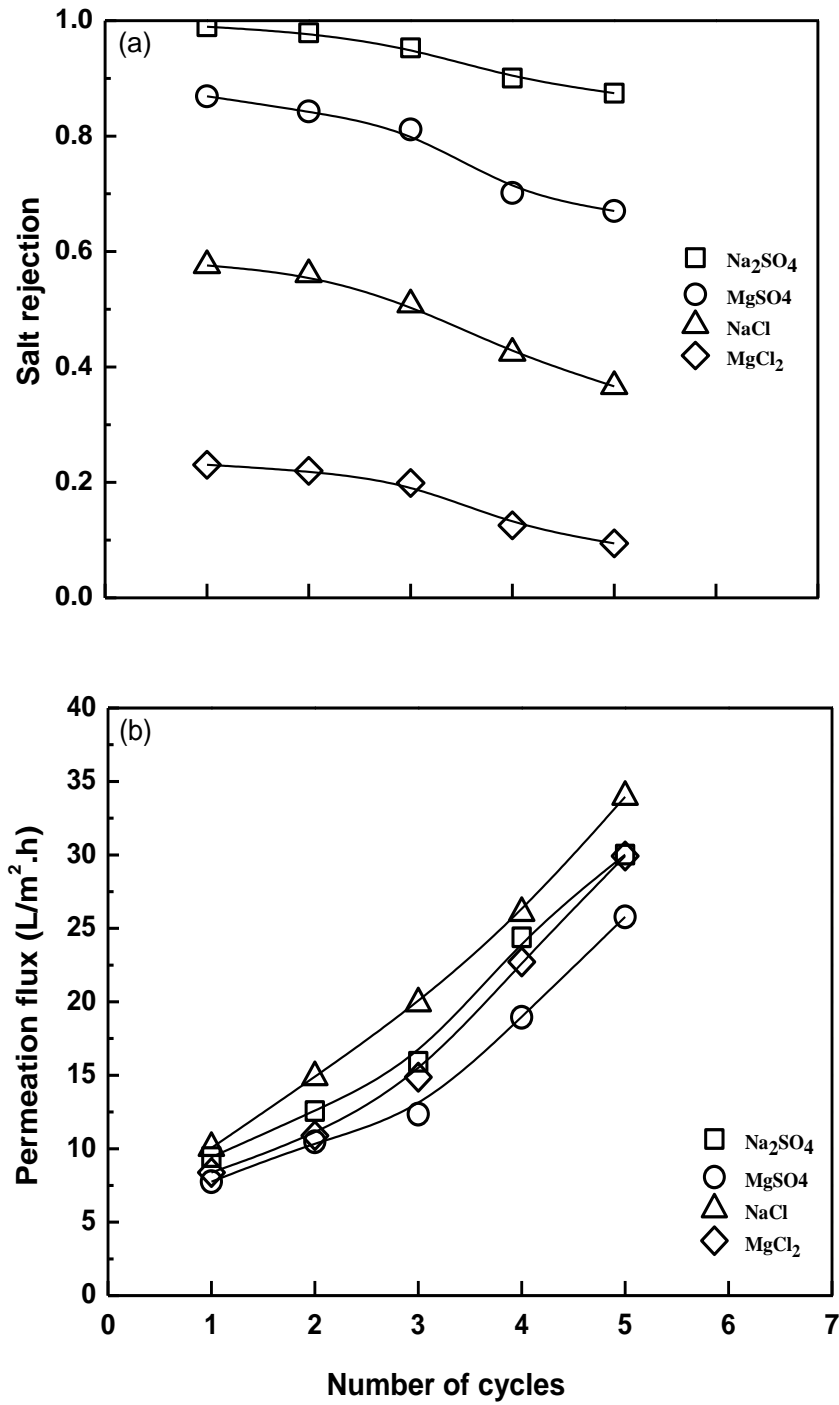 (a)
1.0
0.8
0.6
0.4
0.2
0.0
Salt rejection
Na₂SO₄
MgSO4
NaCl
MgCl₂
(b)
40
35
30
25
20
15
10
5
0
Permeation flux (L/m².h)
Na₂SO₄
MgSO4
NaCl
MgCl₂
0 1 2 3 4 5 6 7
Number of cycles